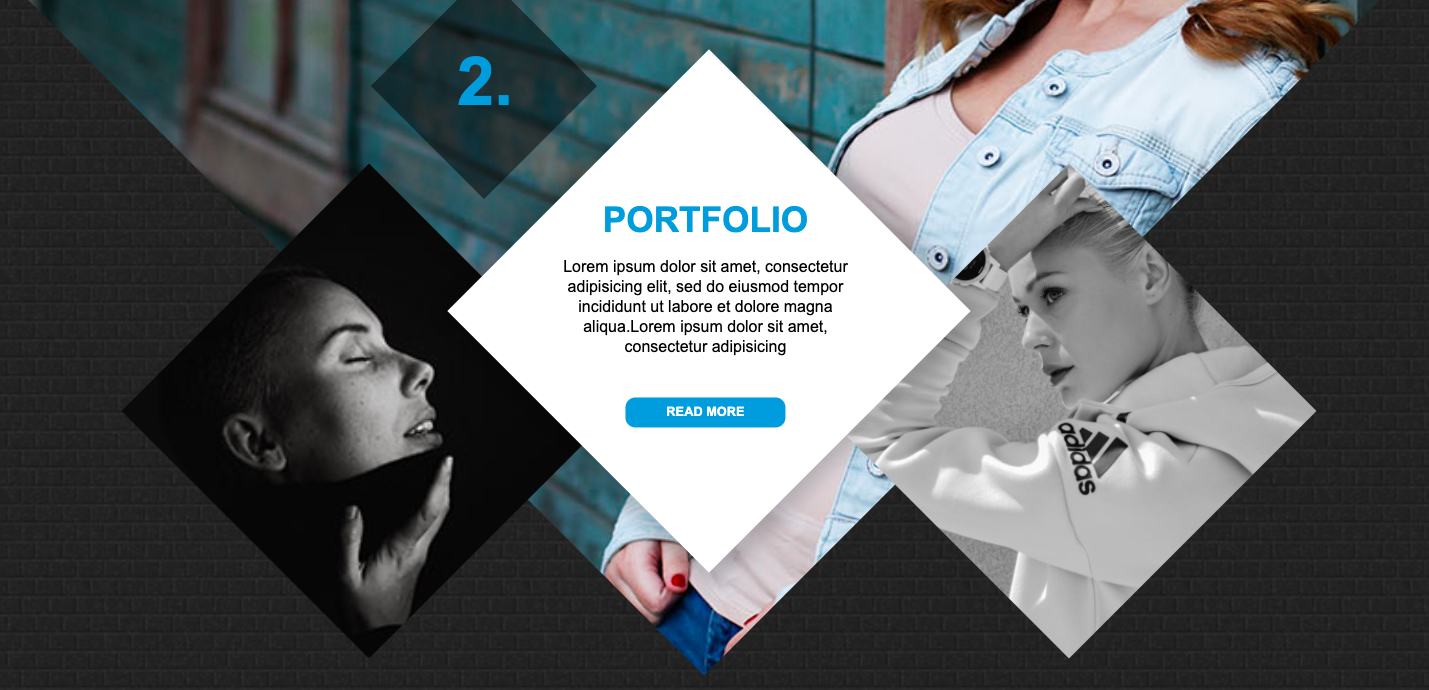 2.
PORTFOLIO
Lorem ipsum dolor sit amet, consectetur
adipisicing elit, sed do eiusmod tempor
incididunt ut labore et dolore magna
aliqua.Lorem ipsum dolor sit amet,
consectetur adipisicing
READ MORE
adidas